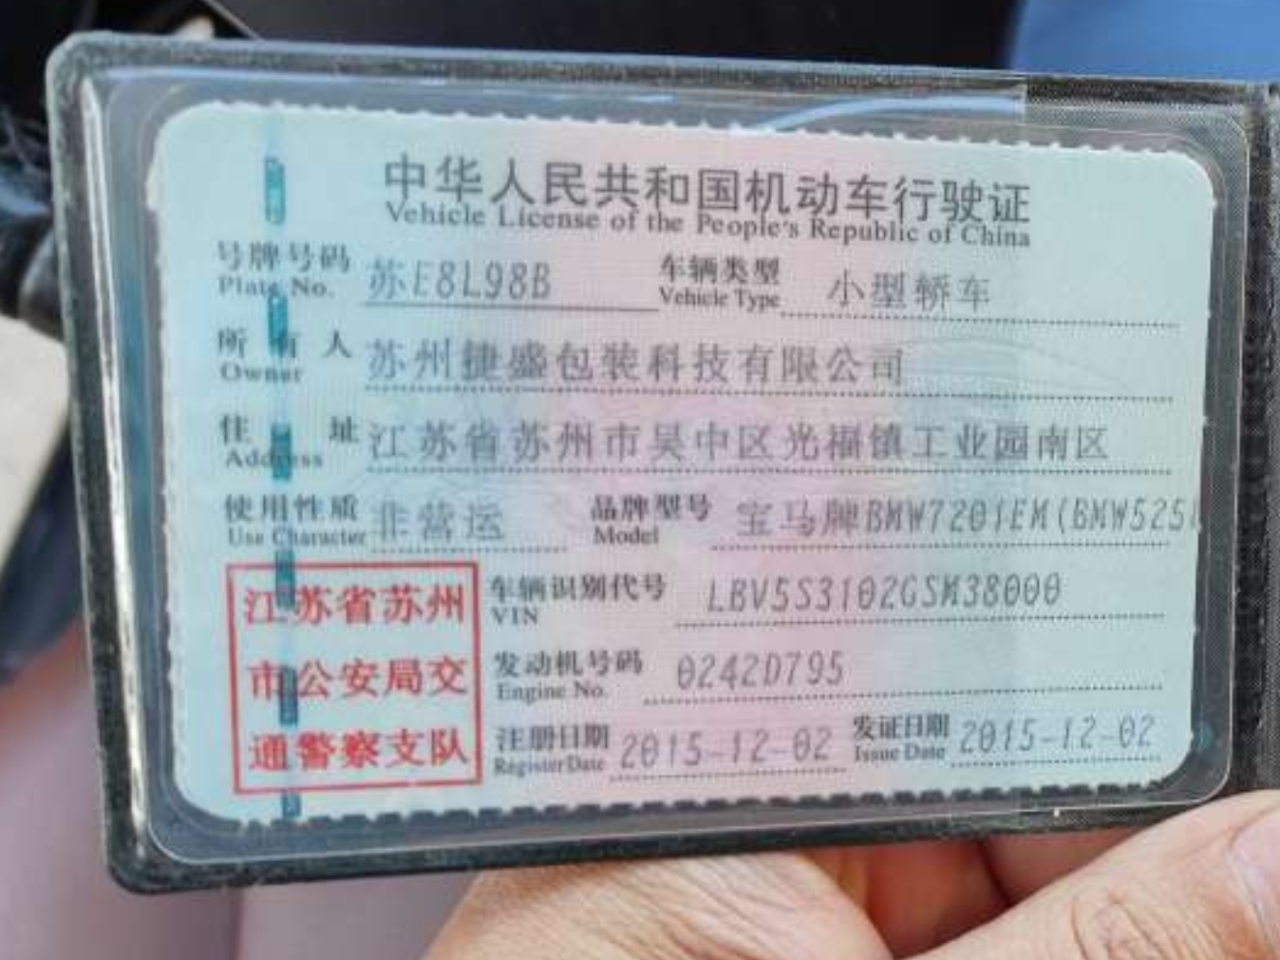 中华人民共和国机动车行驶证
Vehicle License of the People's Republic of China
号牌号码 苏E8L98B 车辆类型 小型轿车
Plate No. Vehicle Type
所有人 苏州捷盛包装科技有限公司
Owner
住址 江苏省苏州市吴中区光福镇工业园南区
Address
使用性质 非营运 品牌型号 宝马牌BMW7201EM(BMW525
Use Character Model
江苏省苏州
市公安局交
通警察支队
车辆识别代号 LBV5S3102GSM38000
VIN
发动机号码 0242D795
Engine No.
注册日期 2015-12-02 发证日期 2015-12-02
Register Date Issue Date